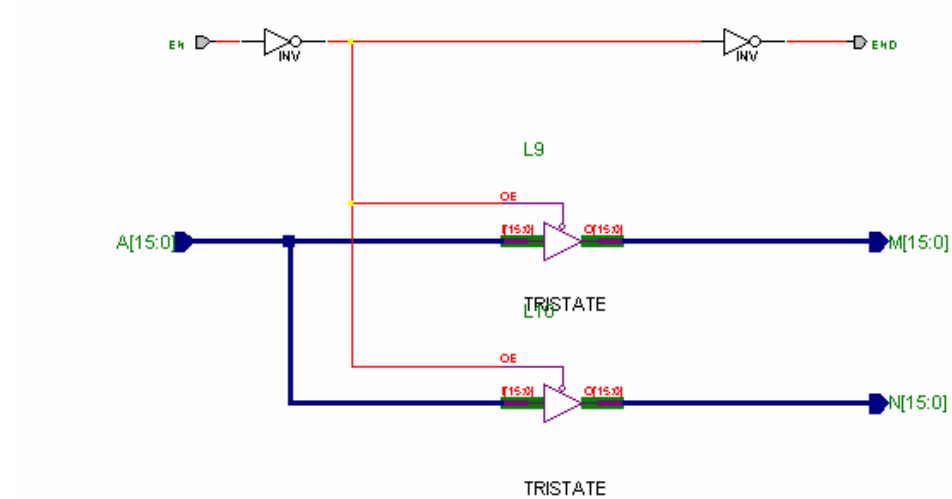 EN
INV
INV
END
L9
OE
A[15:0]
I[15:0]
O[15:0]
M[15:0]
TRISTATE
L10
OE
I[15:0]
O[15:0]
N[15:0]
TRISTATE